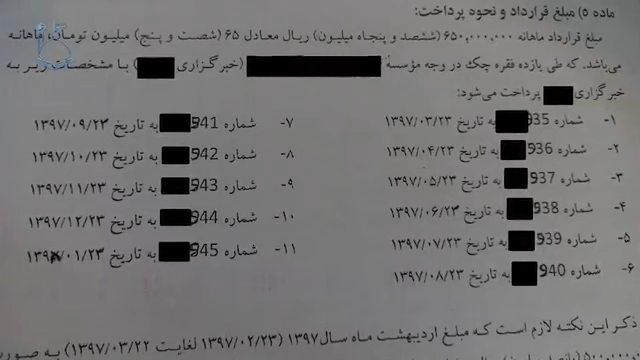 ماده ۵) مبلغ قرارداد و نحوه پرداخت:
مبلغ قرارداد ماهانه ۶۵۰,۰۰۰,۰۰۰ (ششصد و پنجاه میلیون) ریال معادل ۶۵ (شصت و پنج) میلیون تومان، ماهانه
می‌باشد. که طی یازده فقره چک در وجه مؤسسهٔ (خبرگزاری ) با مشخصات زیر به
خبرگزاری پرداخت می‌شود:
۱- شماره 935 به تاریخ ۱۳۹۷/۰۳/۲۳
۲- شماره 936 به تاریخ ۱۳۹۷/۰۴/۲۳
۳- شماره 937 به تاریخ ۱۳۹۷/۰۵/۲۳
۴- شماره 938 به تاریخ ۱۳۹۷/۰۶/۲۳
۵- شماره 939 به تاریخ ۱۳۹۷/۰۷/۲۳
۶- شماره 940 به تاریخ ۱۳۹۷/۰۸/۲۳
۷- شماره 941 به تاریخ ۱۳۹۷/۰۹/۲۳
۸- شماره 942 به تاریخ ۱۳۹۷/۱۰/۲۳
۹- شماره 943 به تاریخ ۱۳۹۷/۱۱/۲۳
۱۰- شماره 944 به تاریخ ۱۳۹۷/۱۲/۲۳
۱۱- شماره 945 به تاریخ ۱۳۹۸/۰۱/۲۳
ذکر این نکته لازم است که مبلغ اردیبهشت ماه سال ۱۳۹۷ (۱۳۹۷/۰۲/۲۳ لغایت ۱۳۹۷/۰۳/۲۲) به صورت